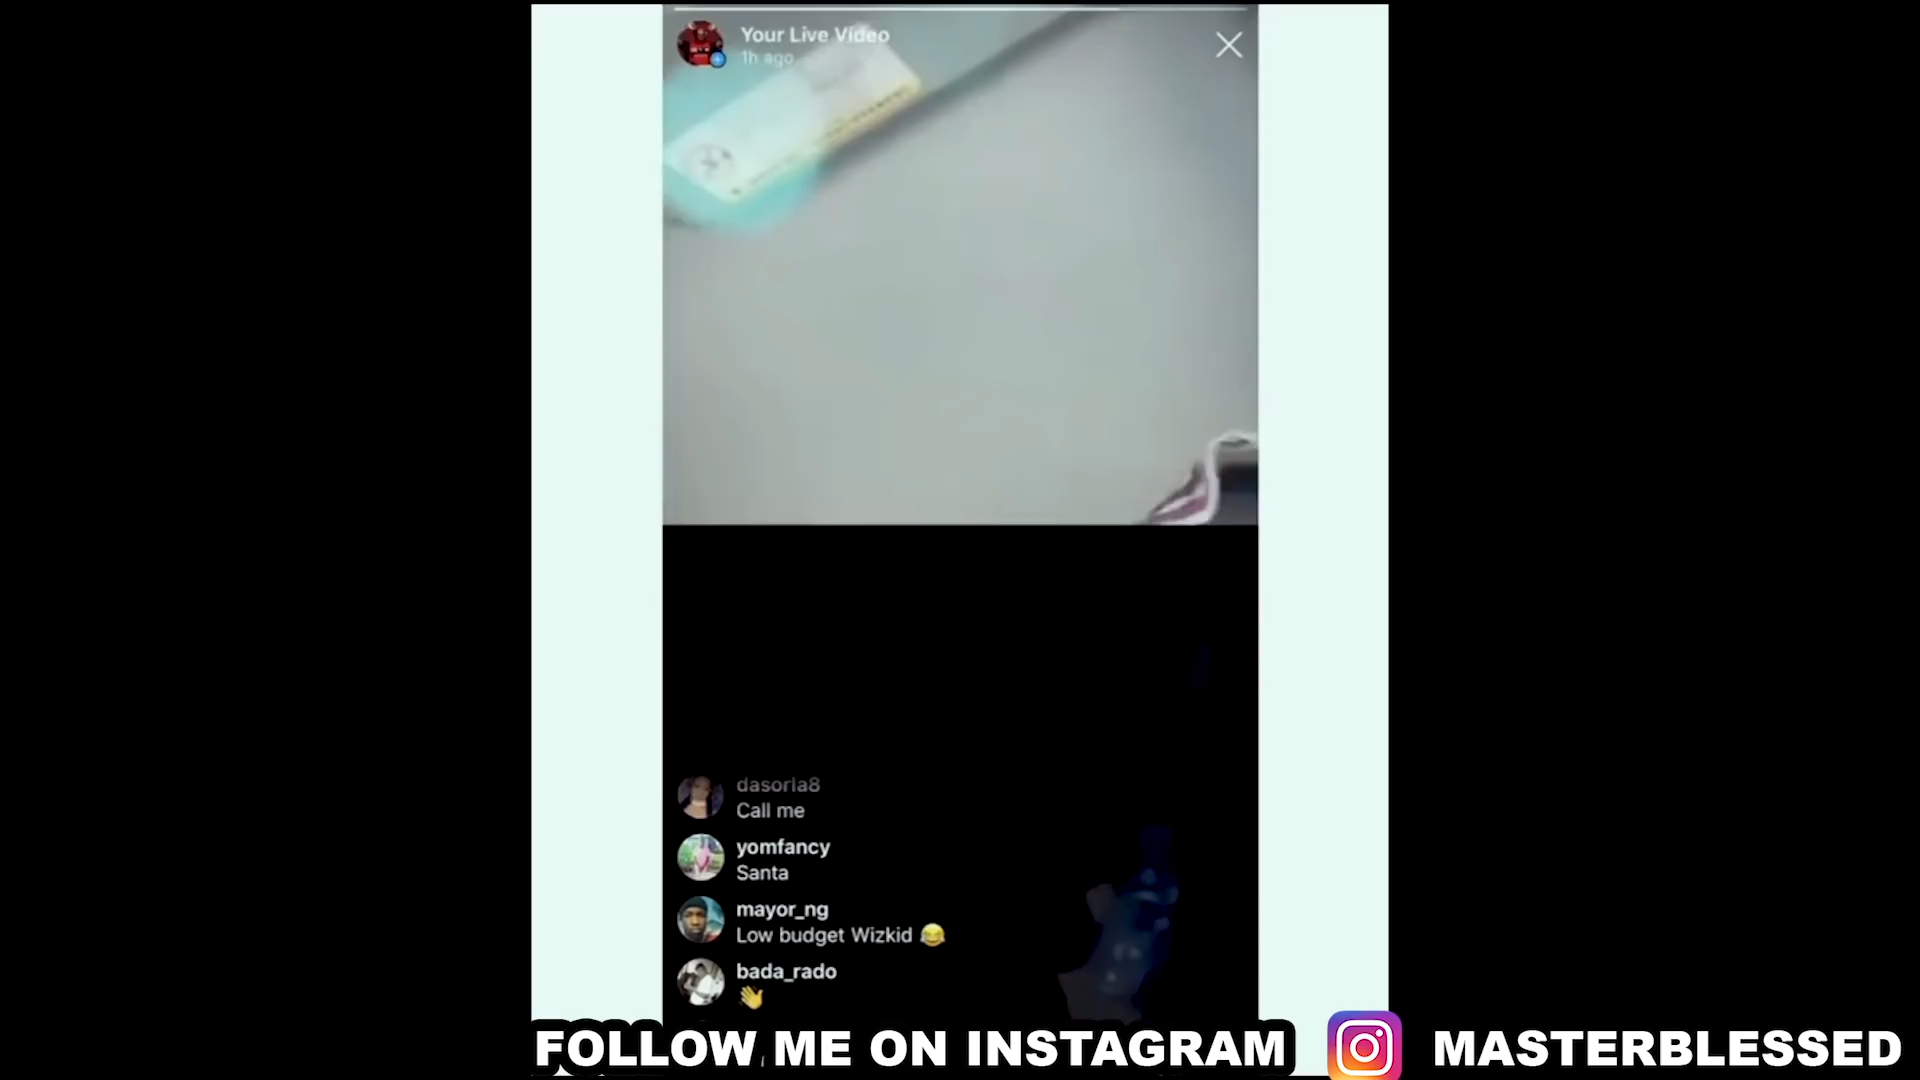 Your Live Video
1h ago
dasorla8
Call me
yomfancy
Santa
mayor_ng
Low budget Wizkid 😂
bada_rado
👋
FOLLOW ME ON INSTAGRAM MASTERBLESSED